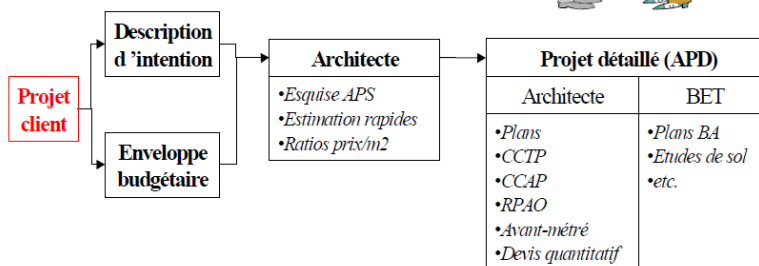 Projet
client
Description
d 'intention
Enveloppe
budgétaire
Architecte
•Esquise APS
•Estimation rapides
•Ratios prix/m2
Projet détaillé (APD)
Architecte
•Plans
•CCTP
•CCAP
•RPAO
•Avant-métré
•Devis quantitatif
BET
•Plans BA
•Etudes de sol
•etc.